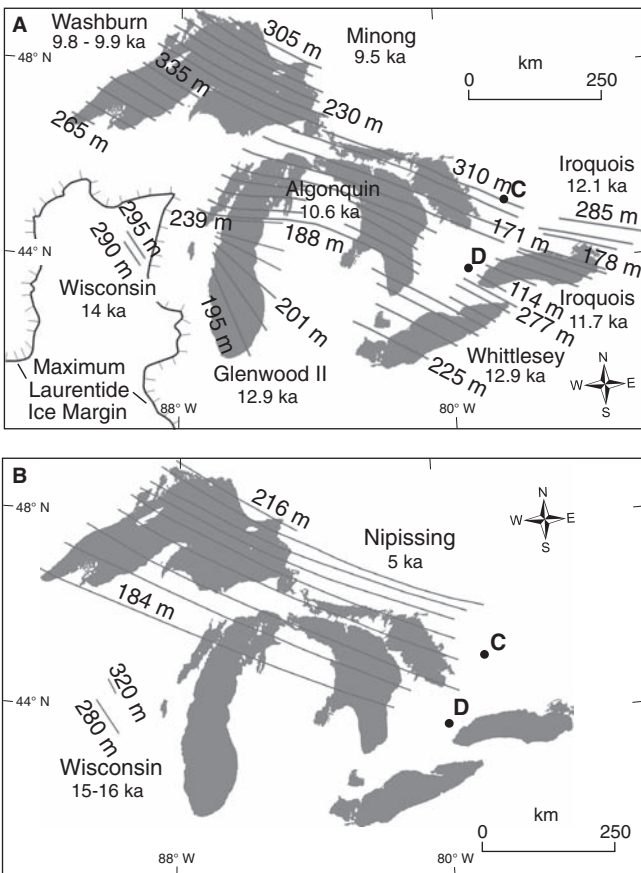 A
Washburn
9.8 - 9.9 ka
305 m
Minong
9.5 ka
km
0
250
48° N
335 m
265 m
230 m
310 m
C
Iroquois
12.1 ka
285 m
Algonquin
10.6 ka
239 m
188 m
171 m
178 m
44° N
295 m
290 m
D
114 m
Iroquois
11.7 ka
Wisconsin
14 ka
277 m
195 m
201 m
Whittlesey
12.9 ka
225 m
Glenwood II
12.9 ka
Maximum
Laurentide
Ice Margin
N
W
E
S
88° W
80° W
B
48° N
216 m
Nipissing
5 ka
N
W
E
S
184 m
C
320 m
280 m
44° N
D
Wisconsin
15-16 ka
km
0
250
88° W
80° W